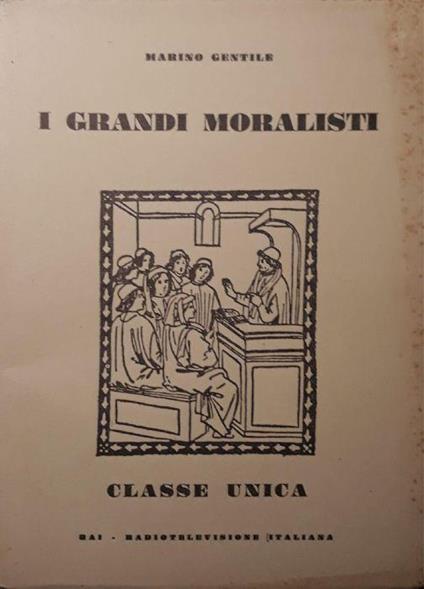 MARINO GENTILE
I GRANDI MORALISTI
CLASSE UNICA
RAI - RADIOTELEVISIONE ITALIANA